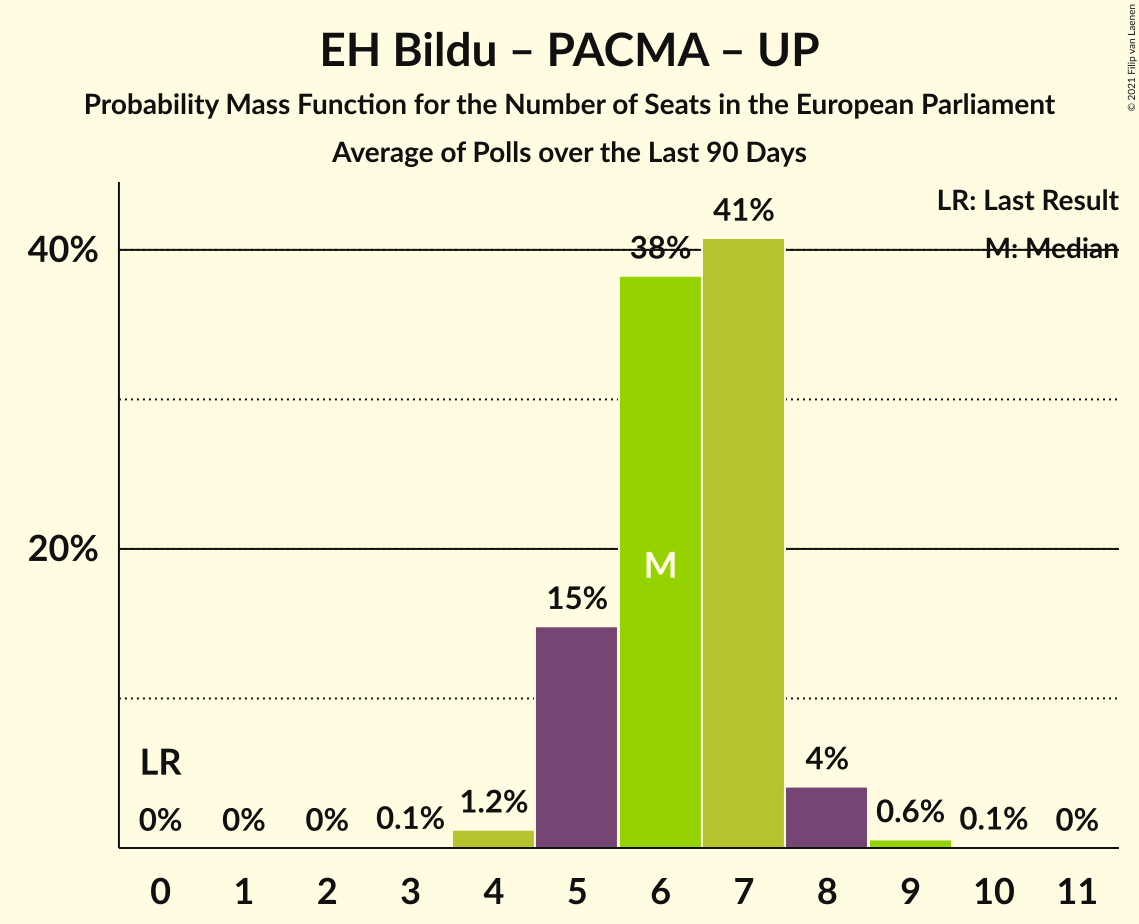 EH Bildu – PACMA – UP
Probability Mass Function for the Number of Seats in the European Parliament
Average of Polls over the Last 90 Days
© 2021 Filip van Laenen
LR: Last Result
M: Median
40%
20%
LR
0%
0%
0%
0.1%
1.2%
15%
38%
M
41%
4%
0.6%
0.1%
0%
0 1 2 3 4 5 6 7 8 9 10 11